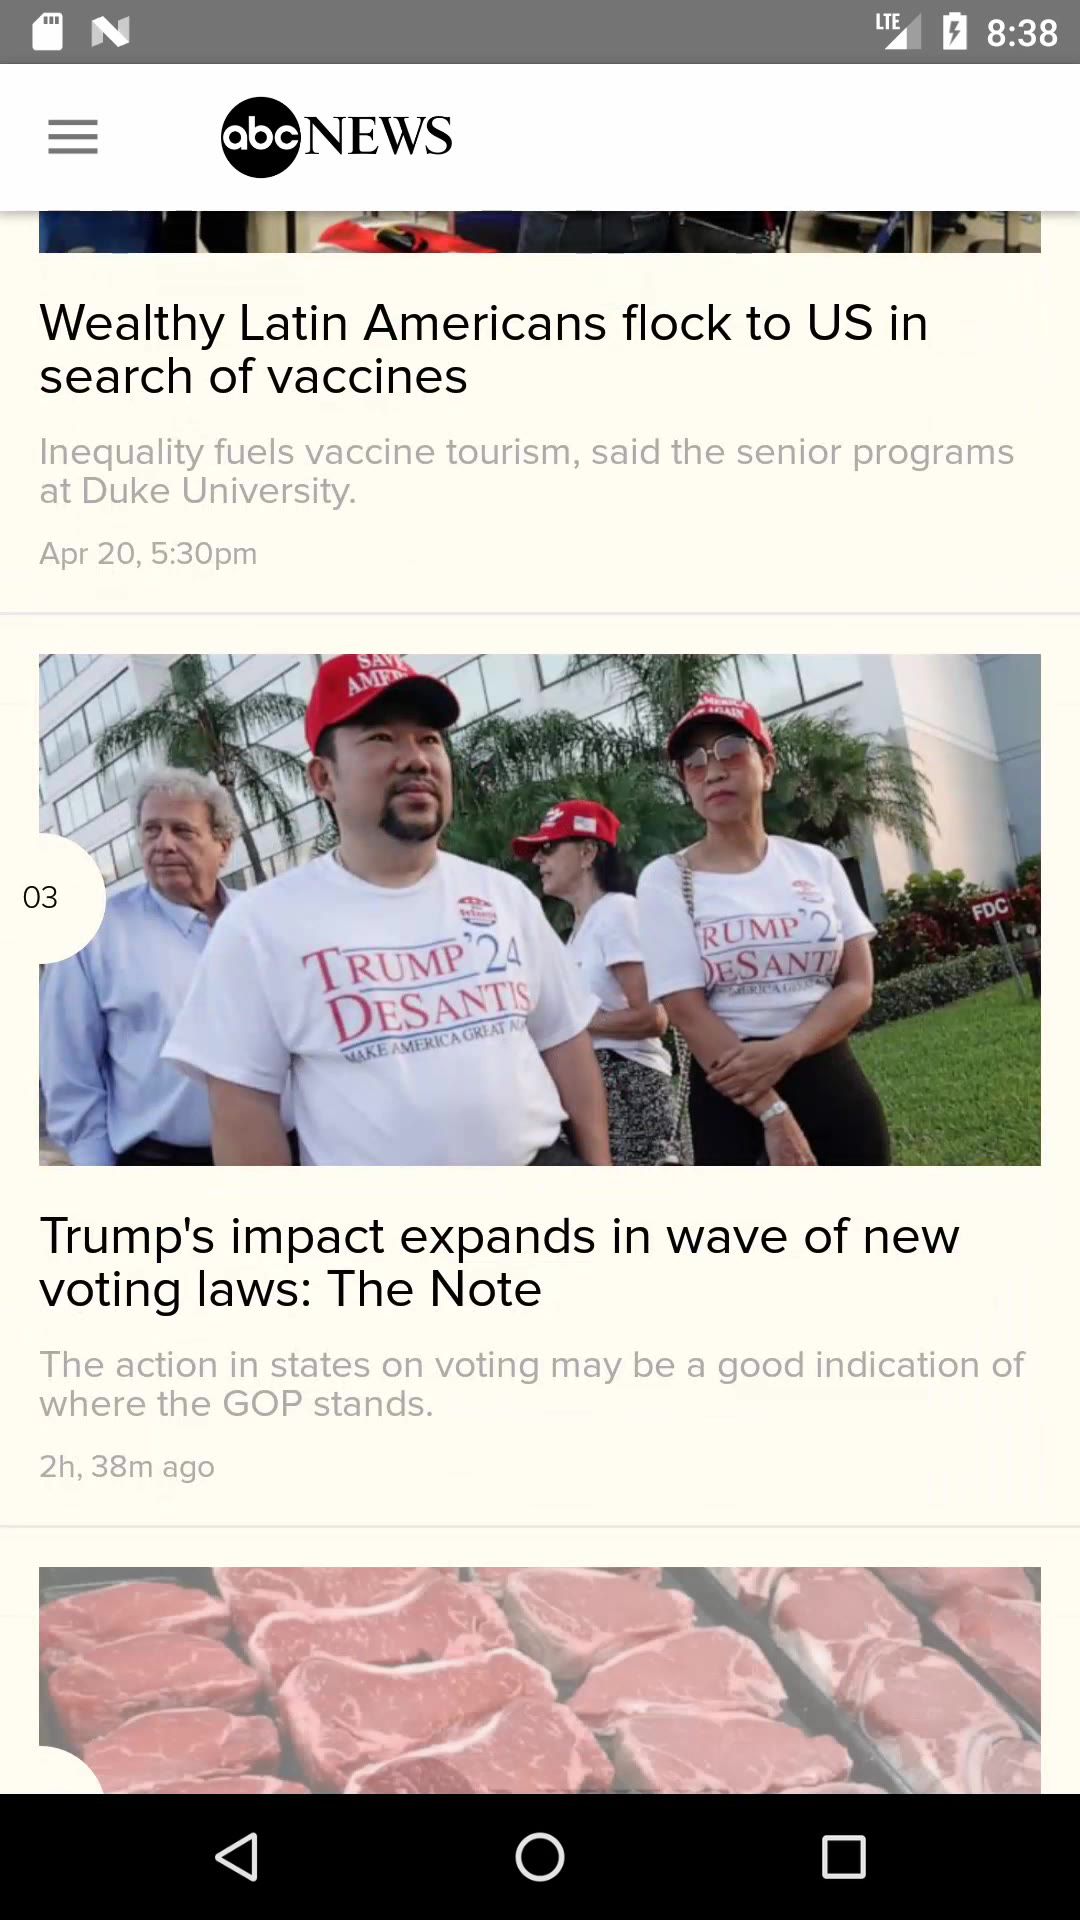 LTE 8:38
abc NEWS
Wealthy Latin Americans flock to US in
search of vaccines
Inequality fuels vaccine tourism, said the senior programs
at Duke University.
Apr 20, 5:30pm
03
TRUMP '24
DESANTIS
MAKE AMERICA GREAT
FDC
Trump's impact expands in wave of new
voting laws: The Note
The action in states on voting may be a good indication of
where the GOP stands.
2h, 38m ago